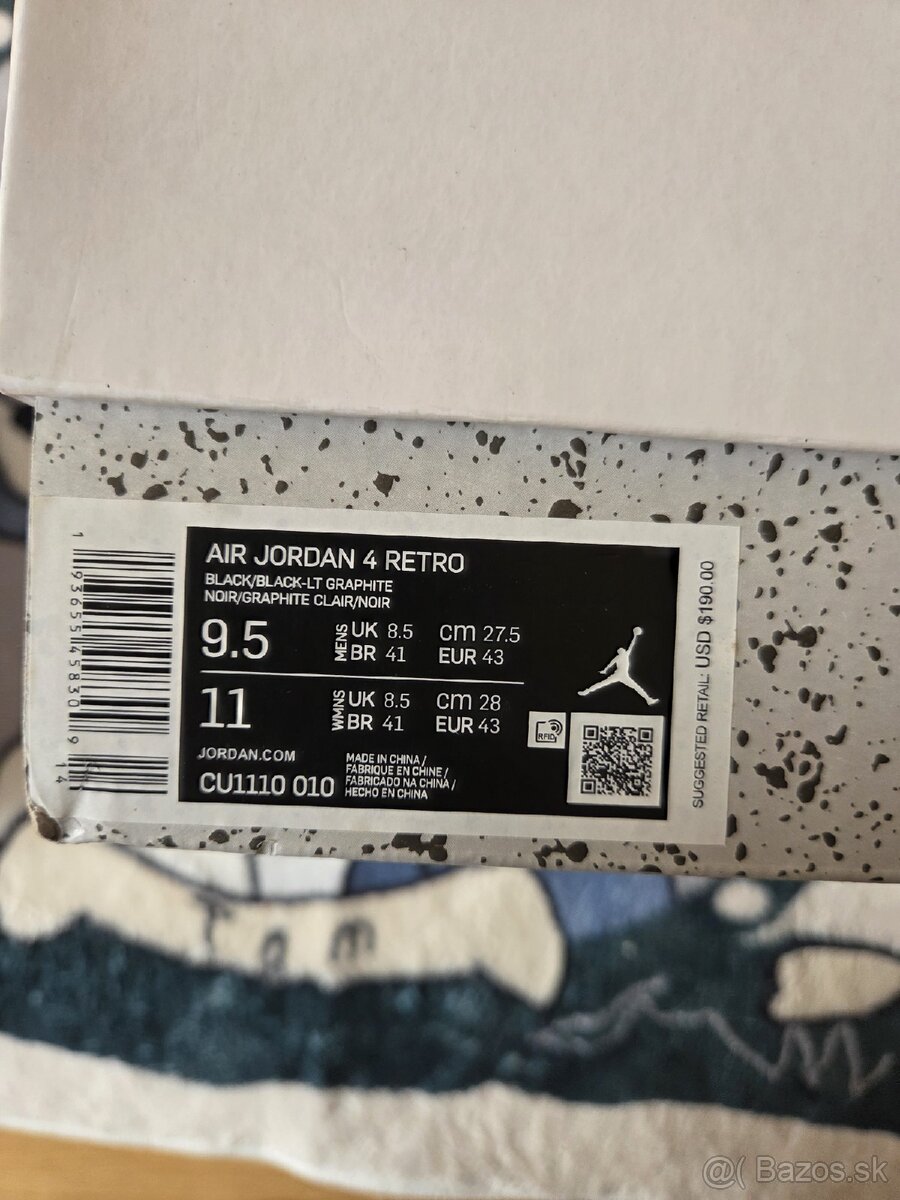 AIR JORDAN 4 RETRO
BLACK/BLACK-LT GRAPHITE
NOIR/GRAPHITE CLAIR/NOIR
9.5
MENS
UK 8.5 cm 27.5
BR 41 EUR 43
11
WMNS
UK 8.5 cm 28
BR 41 EUR 43
RFID
JORDAN.COM
CU1110 010
MADE IN CHINA /
FABRIQUE EN CHINE /
FABRICADO NA CHINA /
HECHO EN CHINA
SUGGESTED RETAIL: USD $190.00
1 93655 45830 9 14
Tom
@( Bazos.sk